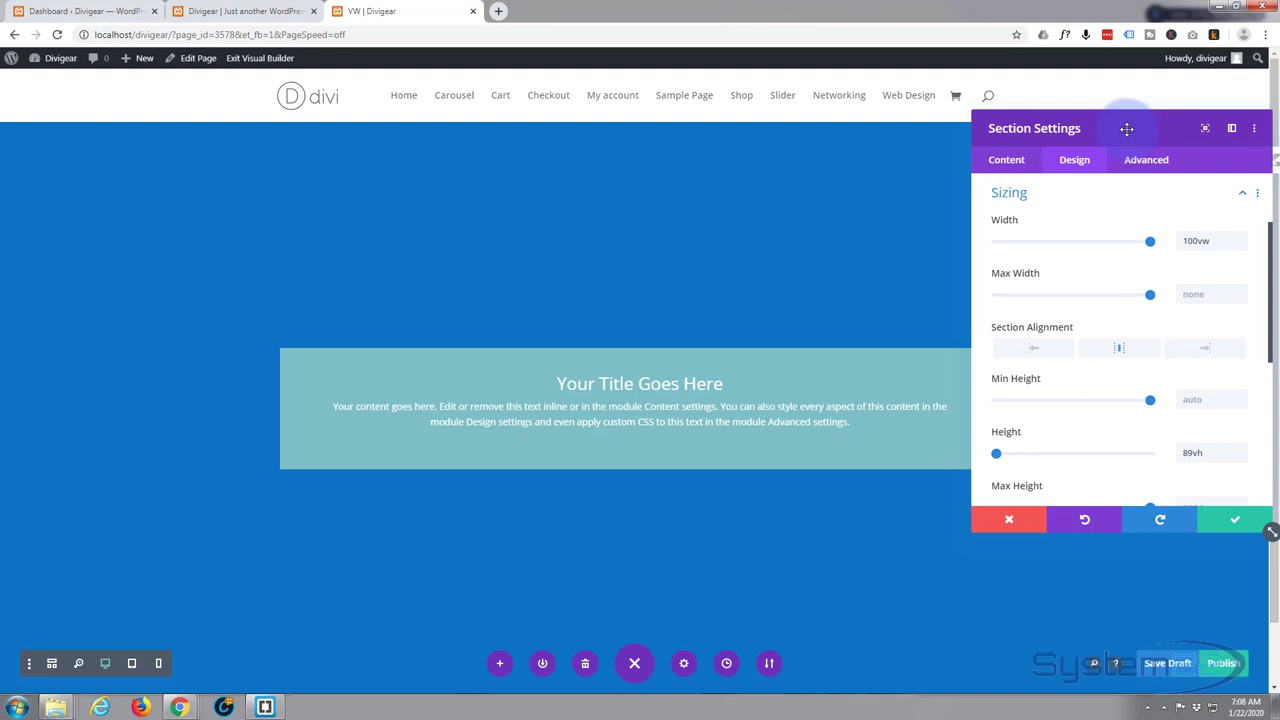 Dashboard ‹ Divigear — WordPr
Divigear | Just another WordPres
VW | Divigear
localhost/divigear/?page_id=3578&et_fb=1&PageSpeed=off
Divigear
0
New
Edit Page
Exit Visual Builder
Howdy, divigear
D divi
Home
Carousel
Cart
Checkout
My account
Sample Page
Shop
Slider
Networking
Web Design
Section Settings
Content
Design
Advanced
Sizing
Width
100vw
Max Width
none
Section Alignment
Min Height
auto
Height
89vh
Max Height
Your Title Goes Here
Your content goes here. Edit or remove this text inline or in the module Content settings. You can also style every aspect of this content in the
module Design settings and even apply custom CSS to this text in the module Advanced settings.
System
?
Save Draft
Publish
7:08 AM
1/22/2020